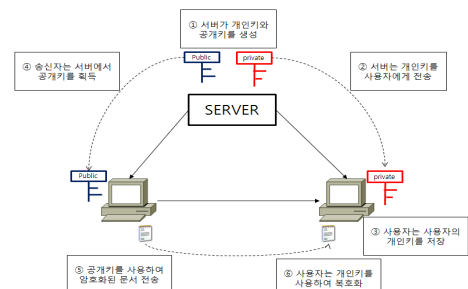 ① 서버가 개인키와
공개키를 생성
④ 송신자는 서버에서
공개키를 획득
Public
private
② 서버는 개인키를
사용자에게 전송
SERVER
Public
private
③ 사용자는 사용자의
개인키를 저장
⑤ 공개키를 사용하여
암호화된 문서 전송
⑥ 사용자는 개인키를
사용하여 복호화